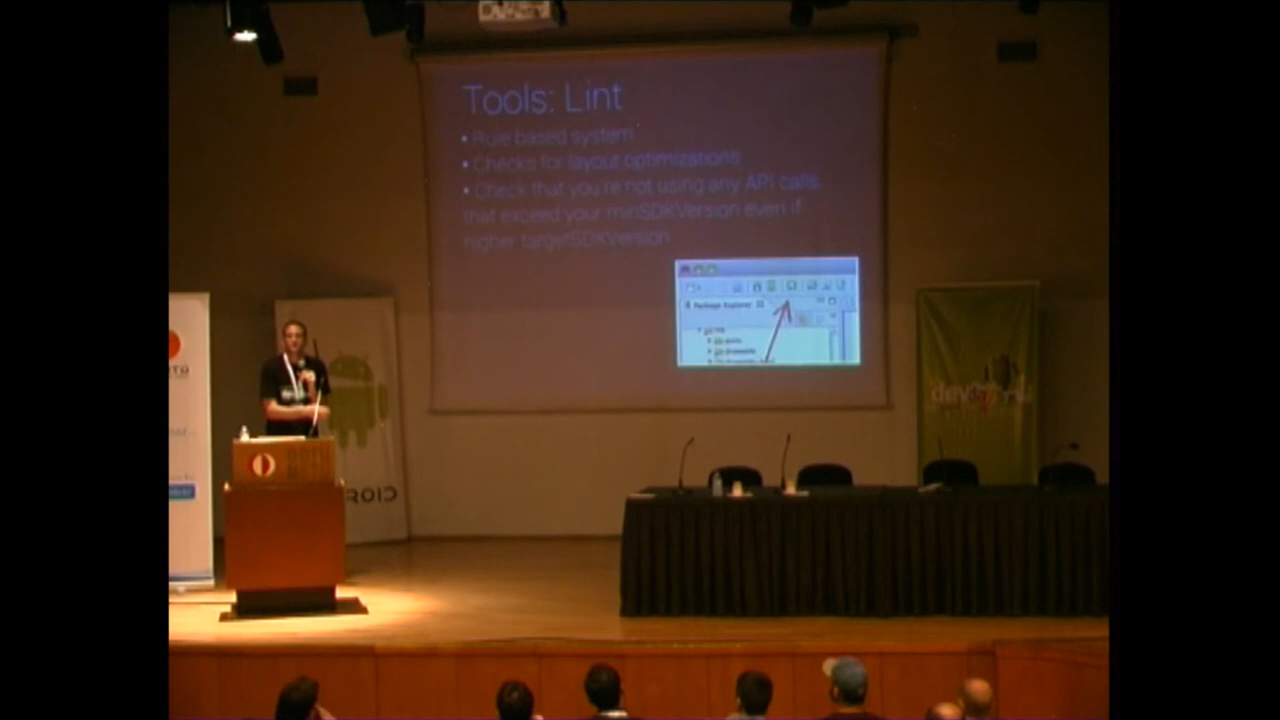 Tools: Lint
• Rule based system
• Checks for layout optimizations
• Check that you're not using any API calls
that exceed your minSDKVersion even if
higher targetSDKVersion
Package Explorer
ROID